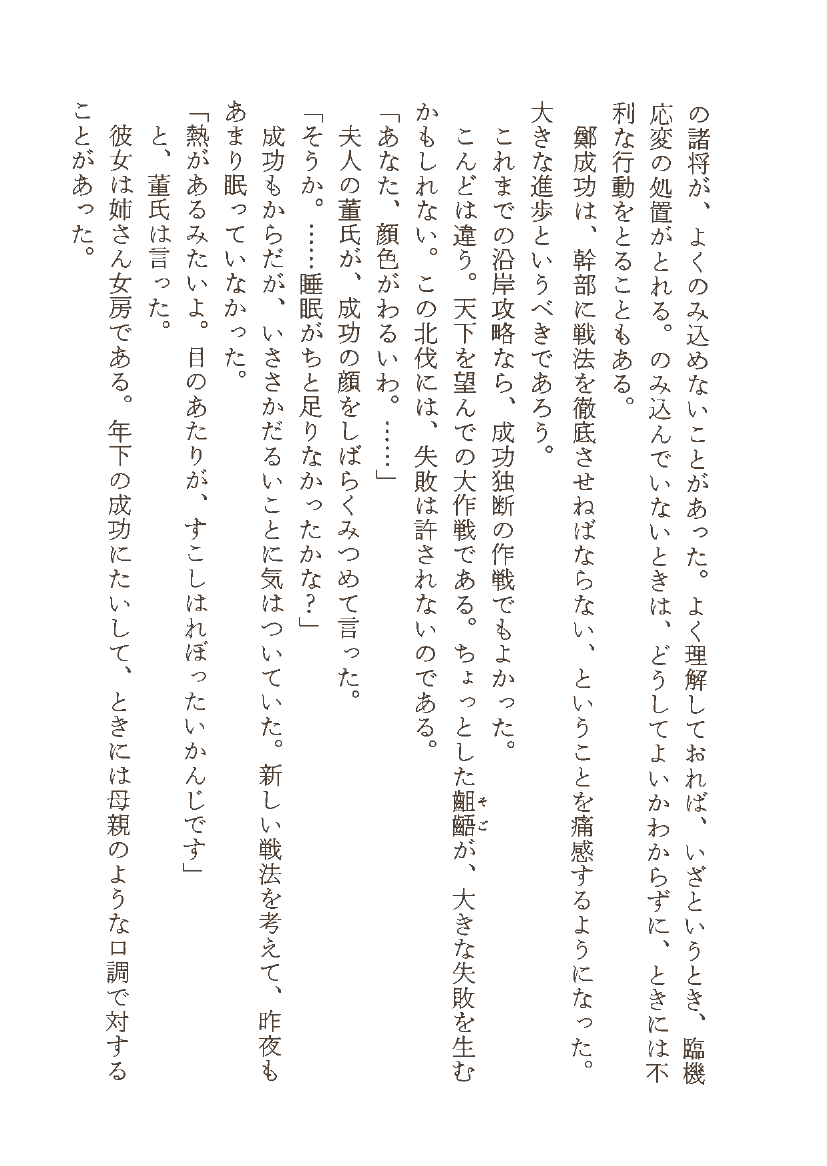 の諸将が、よくのみ込めないことがあった。よく理解しておれば、いざというとき、臨機
応変の処置がとれる。のみ込んでいないときは、どうしてよいかわからずに、ときには不
利な行動をとることもある。
鄭成功は、幹部に戦法を徹底させねばならない、ということを痛感するようになった。
大きな進歩というべきであろう。
これまでの沿岸攻略なら、成功独断の作戦でもよかった。
こんどは違う。天下を望んでの大作戦である。ちょっとした齟齬が、大きな失敗を生む
そご
かもしれない。この北伐には、失敗は許されないのである。
「あなた、顔色がわるいわ。……」
夫人の董氏が、成功の顔をしばらくみつめて言った。
「そうか。……睡眠がちと足りなかったかな？」
成功もからだが、いささかだるいことに気はついていた。新しい戦法を考えて、昨夜も
あまり眠っていなかった。
「熱があるみたいよ。目のあたりが、すこしはれぼったいかんじです」
と、董氏は言った。
彼女は姉さん女房である。年下の成功にたいして、ときには母親のような口調で対する
ことがあった。